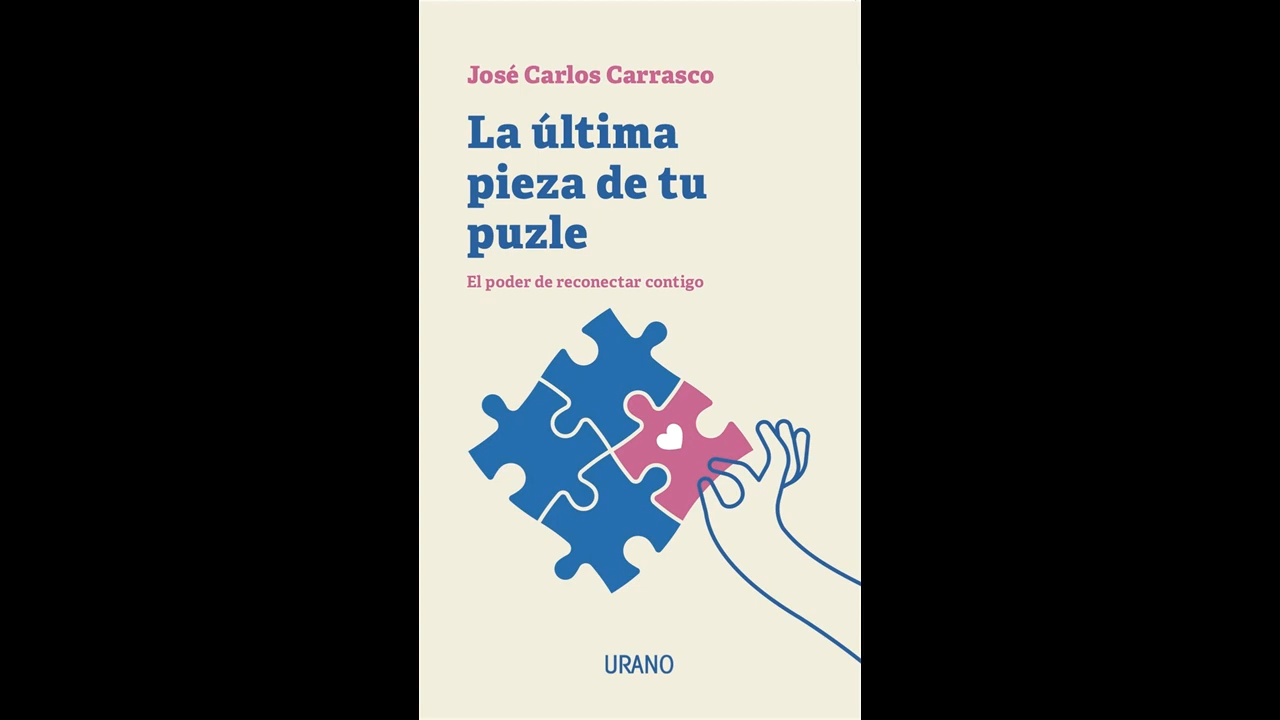 José Carlos Carrasco
La última
pieza de tu
puzle
El poder de reconectar contigo
URANO